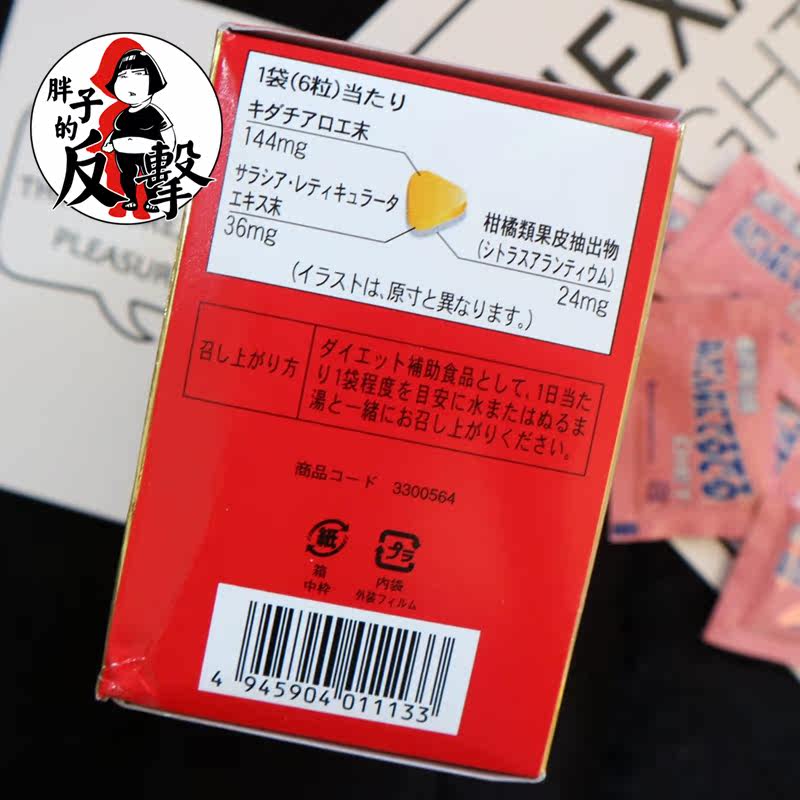 胖子的
反擊
1袋(6粒)当たり
キダチアロエ末
144mg
サラシア・レティキュラータ
エキス末
36mg
柑橘類果皮抽出物
(シトラスアランティウム)
24mg
(イラストは、原寸と異なります。)
召し上がり方
ダイエット補助食品として、1日当た
り1袋程度を目安に水またはぬるま
湯と一緒にお召し上がりください。
商品コード 3300564
紙
箱
中枠
プラ
内袋
外装フィルム
4 945904 011133
PLEASUR
NEX